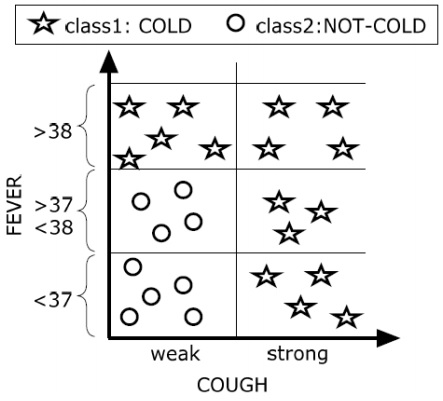 class1: COLD class2:NOT-COLD
>38
FEVER
>37
<38
<37
weak strong
COUGH